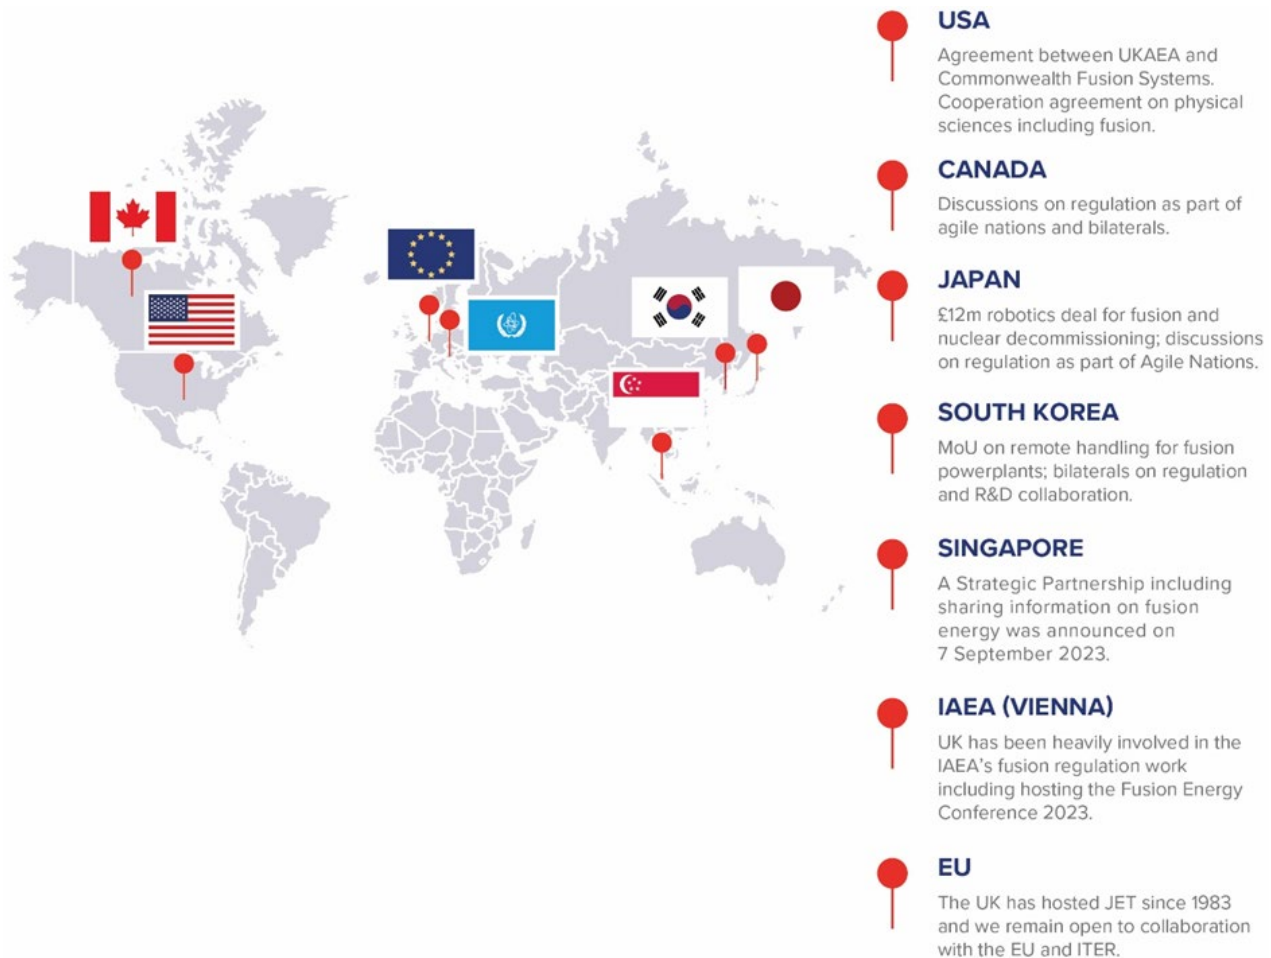 USA
Agreement between UKAEA and
Commonwealth Fusion Systems.
Cooperation agreement on physical
sciences including fusion.
CANADA
Discussions on regulation as part of
agile nations and bilaterals.
JAPAN
£12m robotics deal for fusion and
nuclear decommissioning; discussions
on regulation as part of Agile Nations.
SOUTH KOREA
MoU on remote handling for fusion
powerplants; bilaterals on regulation
and R&D collaboration.
SINGAPORE
A Strategic Partnership including
sharing information on fusion
energy was announced on
7 September 2023.
IAEA (VIENNA)
UK has been heavily involved in the
IAEA's fusion regulation work
including hosting the Fusion Energy
Conference 2023.
EU
The UK has hosted JET since 1983
and we remain open to collaboration
with the EU and ITER.